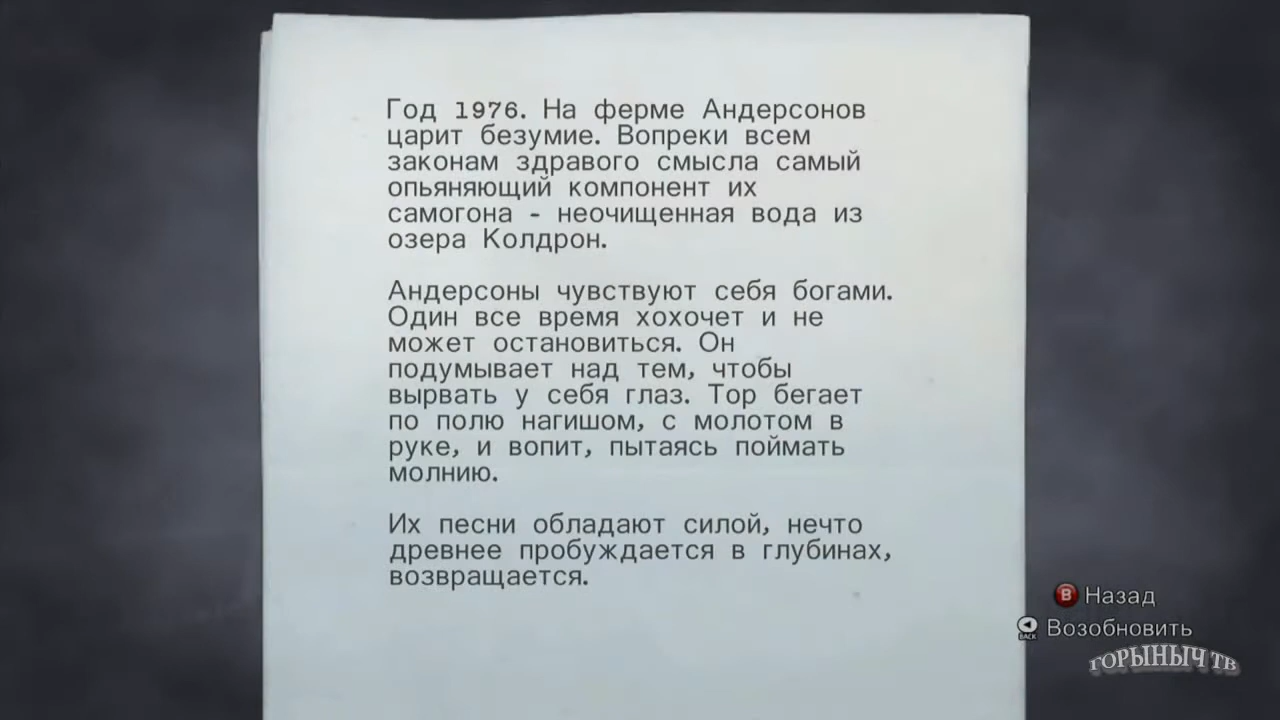 Год 1976. На ферме Андерсонов
царит безумие. Вопреки всем
законам здравого смысла самый
опьяняющий компонент их
самогона - неочищенная вода из
озера Колдрон.
Андерсоны чувствуют себя богами.
Один все время хохочет и не
может остановиться. Он
подумывает над тем, чтобы
вырвать у себя глаз. Тор бегает
по полю нагишом, с молотом в
руке, и вопит, пытаясь поймать
молнию.
Их песни обладают силой, нечто
древнее пробуждается в глубинах,
возвращается.
B Назад
BACK Возобновить
ГОРЫНЫЧ ТВ